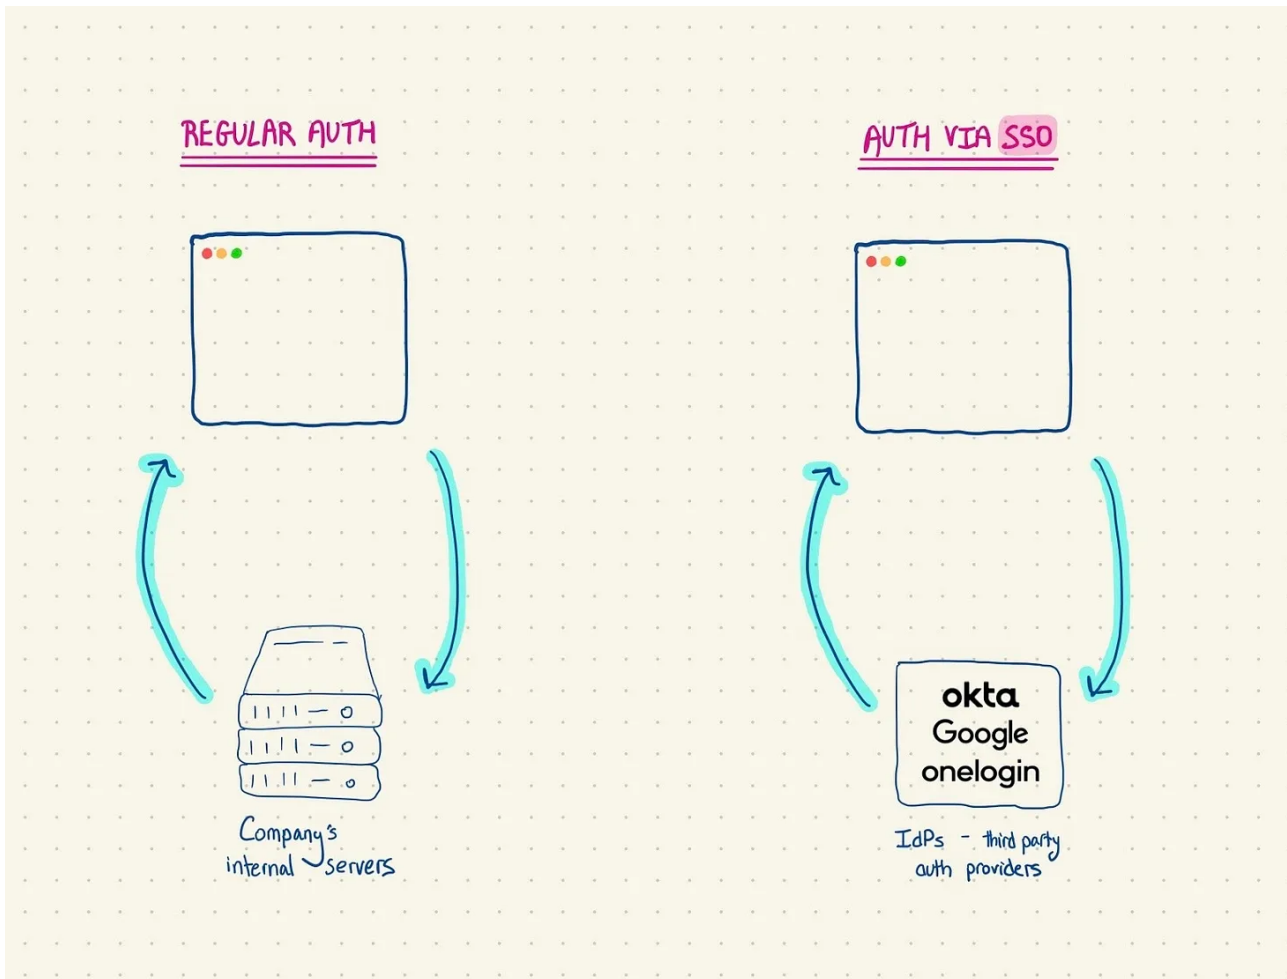 REGULAR AUTH
Company's
internal servers
AUTH VIA SSO
okta
Google
onelogin
IdPs - third party
auth providers